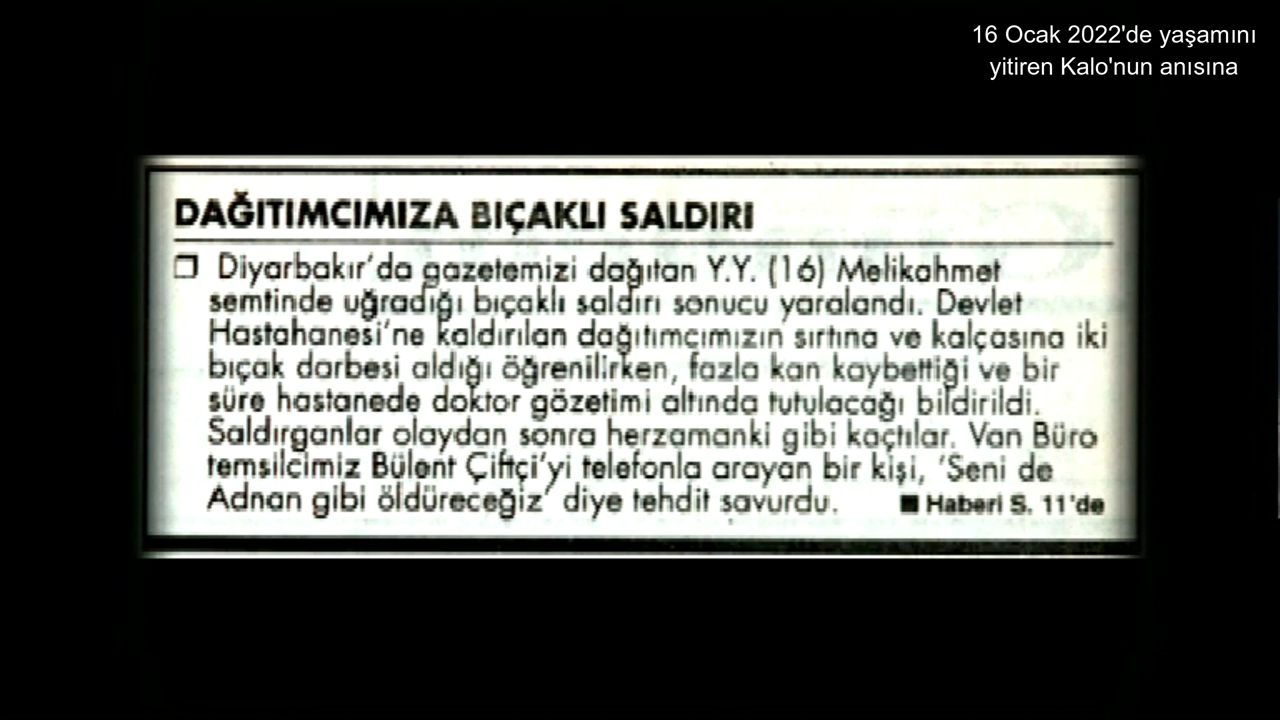 16 Ocak 2022'de yaşamını
yitiren Kalo'nun anısına
DAĞITIMCIMIZA BIÇAKLI SALDIRI
❒ Diyarbakır'da gazetemizi dağıtan Y.Y. (16) Melikahmet
semtinde uğradığı bıçaklı saldırı sonucu yaralandı. Devlet
Hastahanesi'ne kaldırılan dağıtımcımızın sırtına ve kalçasına iki
bıçak darbesi aldığı öğrenilirken, fazla kan kaybettiği ve bir
süre hastanede doktor gözetimi altında tutulacağı bildirildi.
Saldırganlar olaydan sonra herzamanki gibi kaçtılar. Van Büro
temsilcimiz Bülent Çiftçi'yi telefonla arayan bir kişi, 'Seni de
Adnan gibi öldüreceğiz' diye tehdit savurdu. ■ Haberi S. 11'de